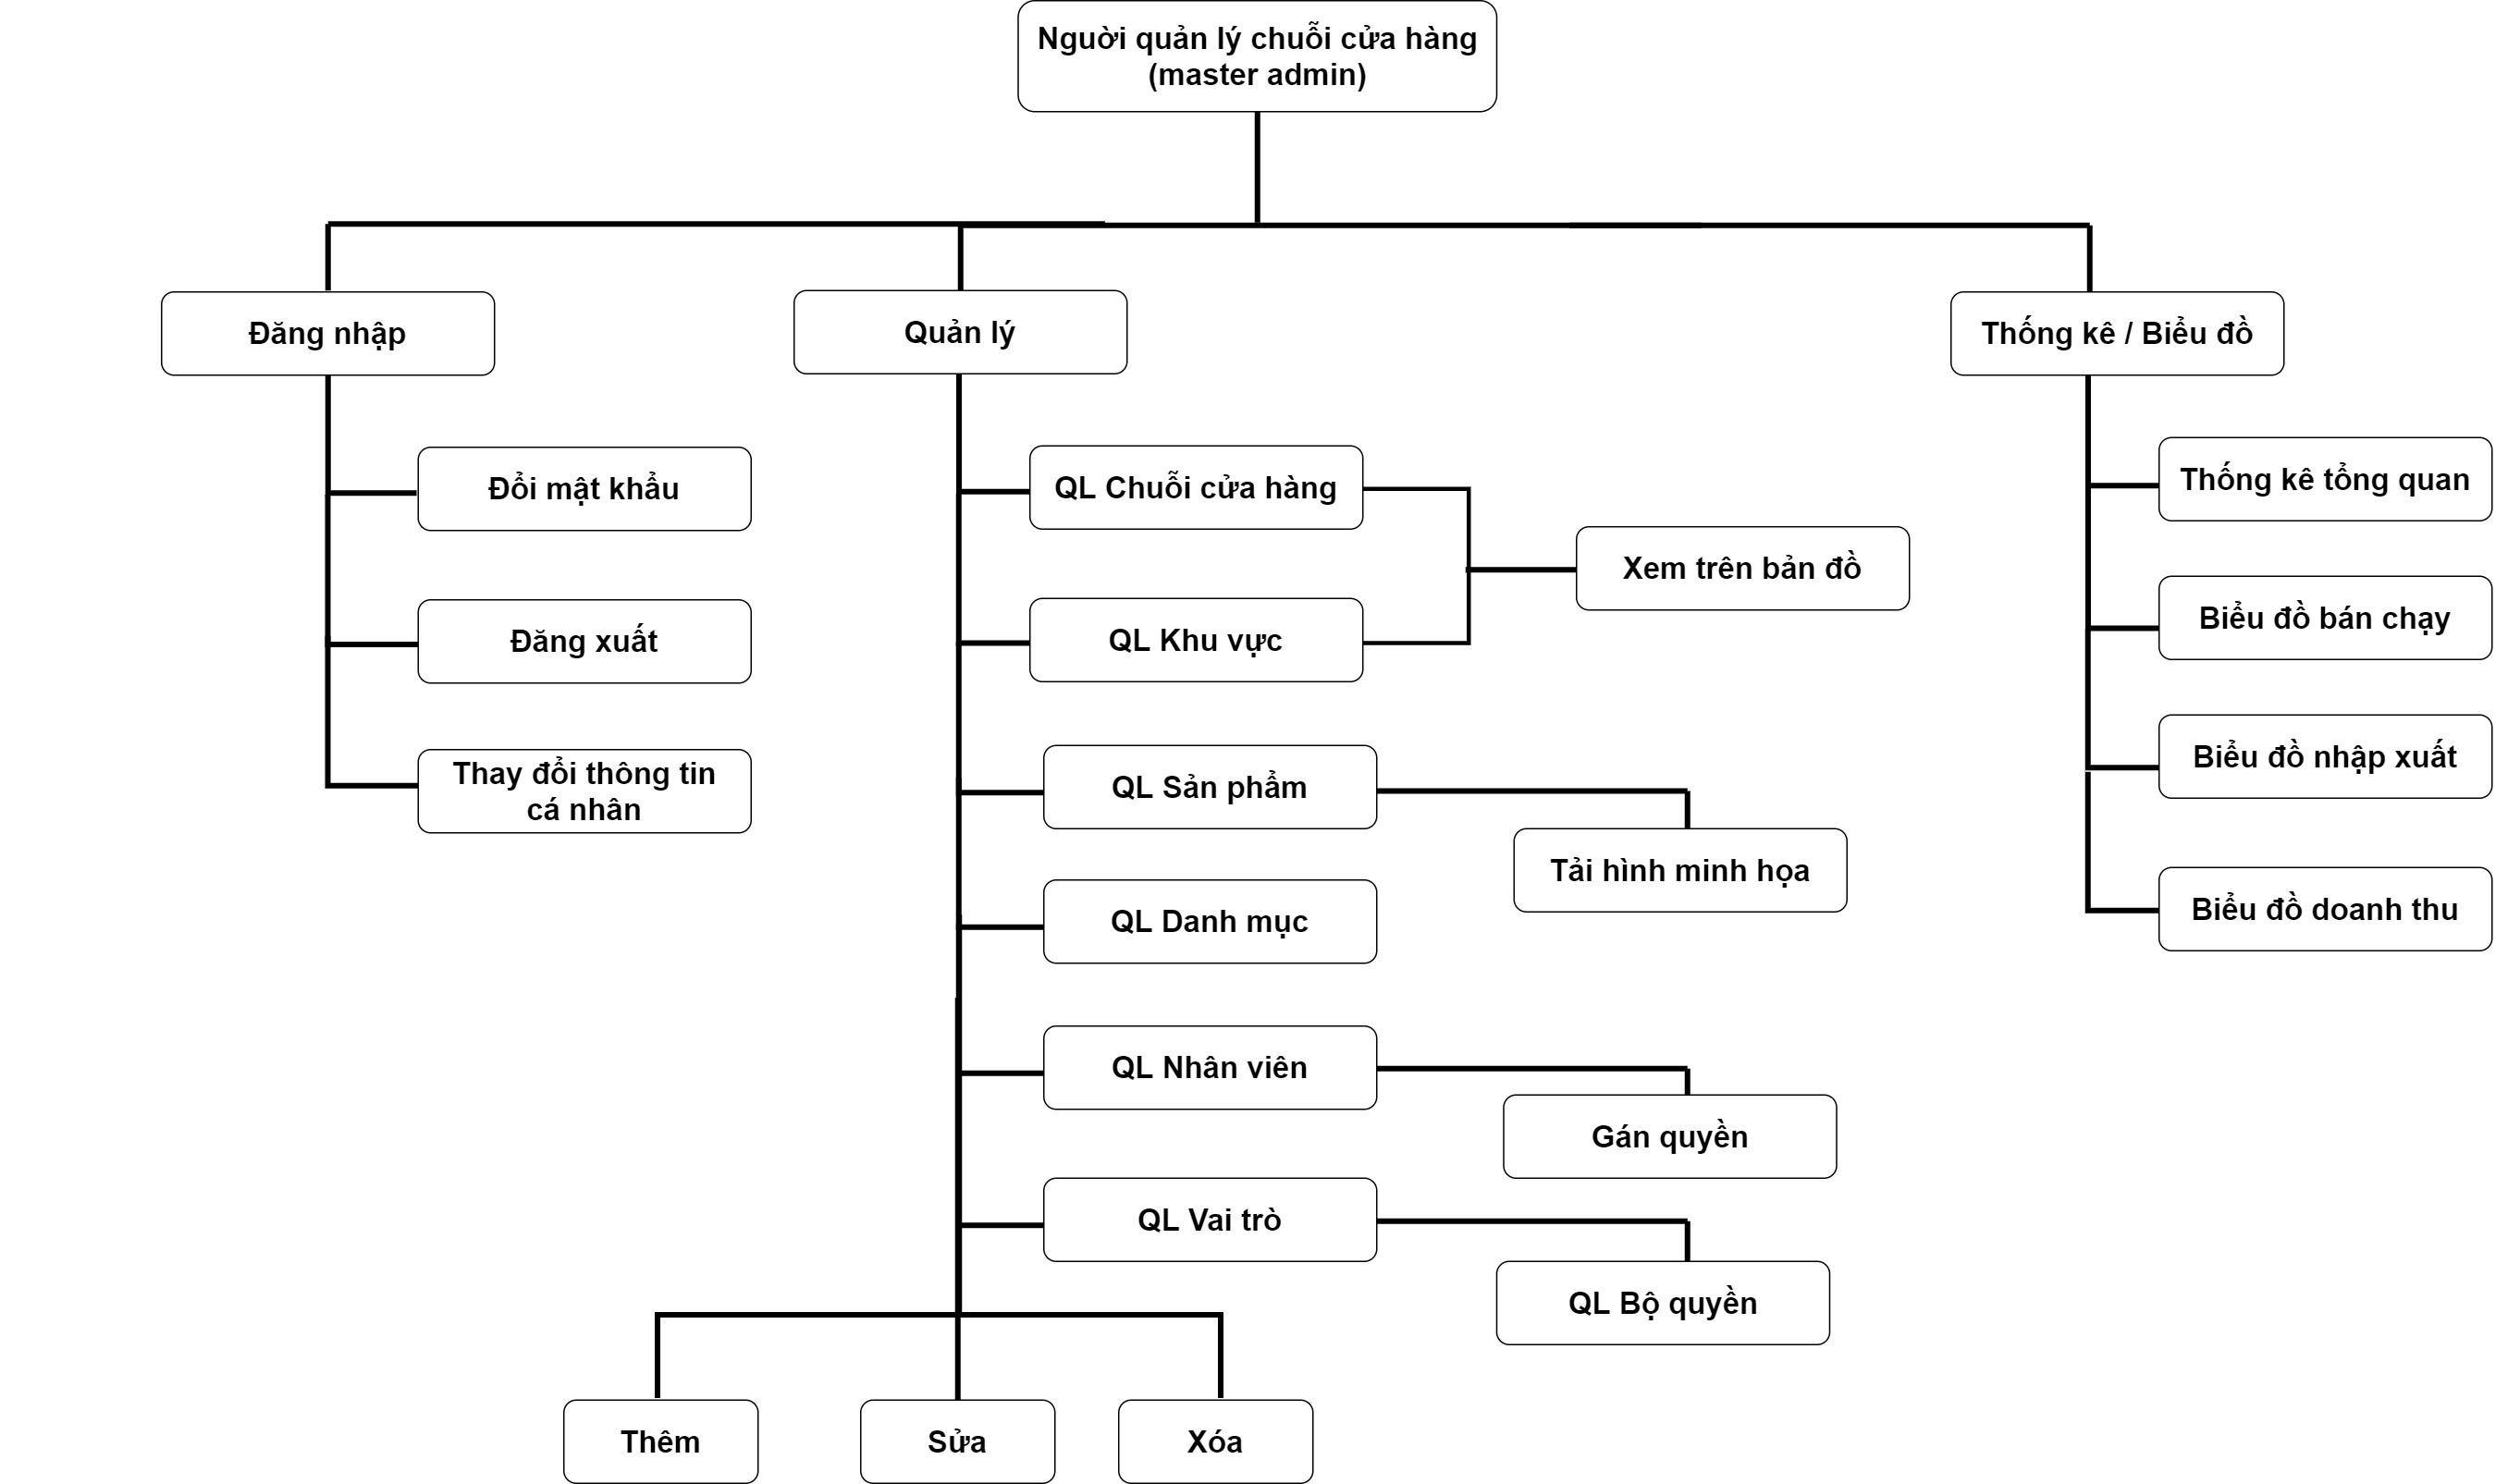 Người quản lý chuỗi cửa hàng
(master admin)
Đăng nhập
Quản lý
Thống kê / Biểu đồ
Đổi mật khẩu
Đăng xuất
Thay đổi thông tin
cá nhân
QL Chuỗi cửa hàng
QL Khu vực
Xem trên bản đồ
QL Sản phẩm
Tải hình minh họa
QL Danh mục
QL Nhân viên
Gán quyền
QL Vai trò
QL Bộ quyền
Thêm
Sửa
Xóa
Thống kê tổng quan
Biểu đồ bán chạy
Biểu đồ nhập xuất
Biểu đồ doanh thu